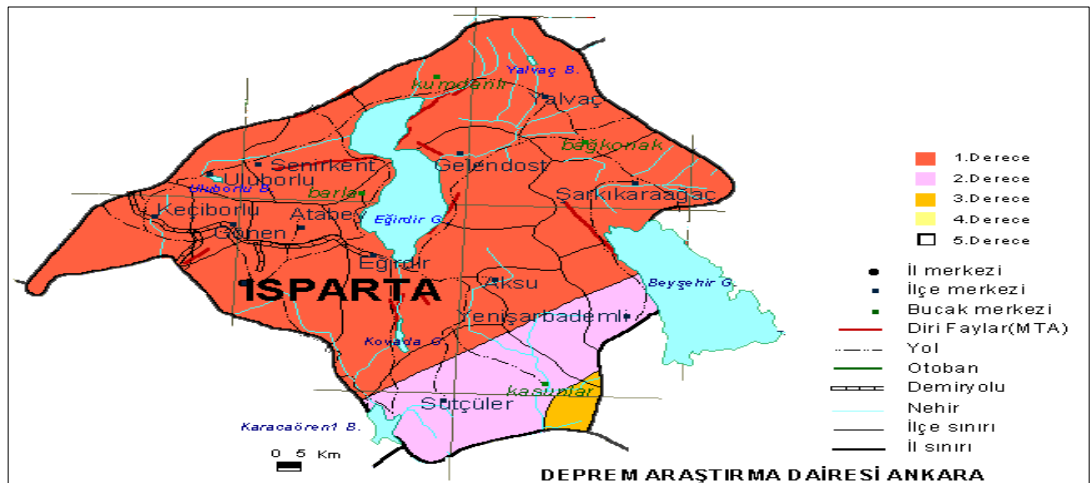 kumdanlı
Yalvaç B.
Yalvaç
bağkonak
Gelendost
Senirkent
Uluborlu
Uluborlu B.
barla
Şarkikaraağaç
Keçiborlu
Atabey
Gönen
Eğirdir G.
Eğirdir
ISPARTA
Aksu
Beyşehir G.
Yenişarbademli
Kovada G.
kasımlar
Sütçüler
Karacaören1 B.
0 5 Km
1.Derece
2.Derece
3.Derece
4.Derece
5.Derece
İl merkezi
İlçe merkezi
Bucak merkezi
Diri Faylar(MTA)
Yol
Otoban
Demiryolu
Nehir
İlçe sınırı
İl sınırı
DEPREM ARAŞTIRMA DAİRESİ ANKARA